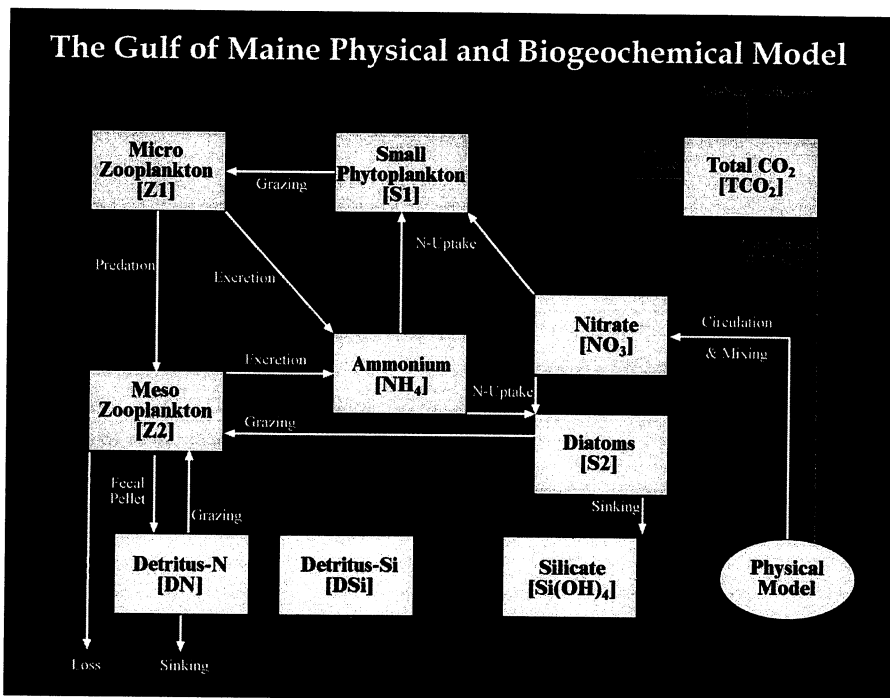 The Gulf of Maine Physical and Biogeochemical Model
Micro
Zooplankton
[Z1]
Grazing
Small
Phytoplankton
[S1]
Total CO₂
[TCO₂]
Predation
Excretion
N-Uptake
Nitrate
[NO₃]
Circulation
& Mixing
Meso
Zooplankton
[Z2]
Excretion
Ammonium
[NH₄]
N-Uptake
Grazing
Diatoms
[S2]
Fecal
Pellet
Grazing
Sinking
Detritus-N
[DN]
Detritus-Si
[DSi]
Silicate
[Si(OH)₄]
Physical
Model
Loss
Sinking